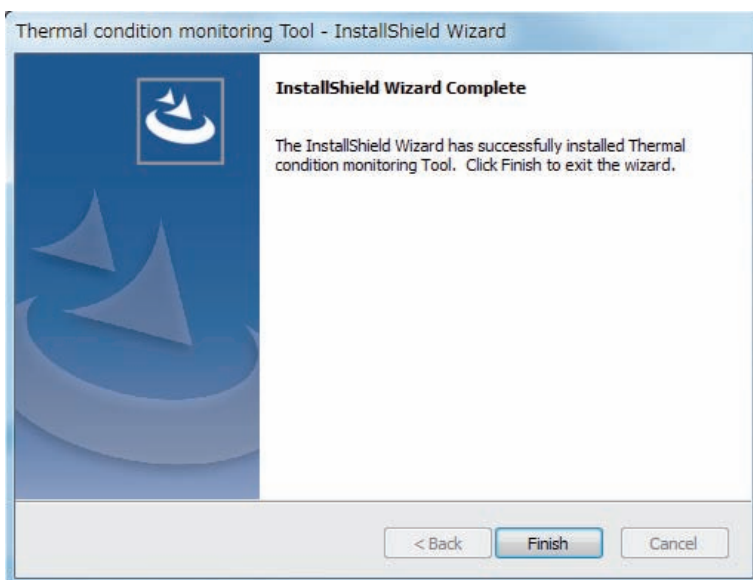 Thermal condition monitoring Tool - InstallShield Wizard
InstallShield Wizard Complete
The InstallShield Wizard has successfully installed Thermal
condition monitoring Tool. Click Finish to exit the wizard.
< Back Finish Cancel